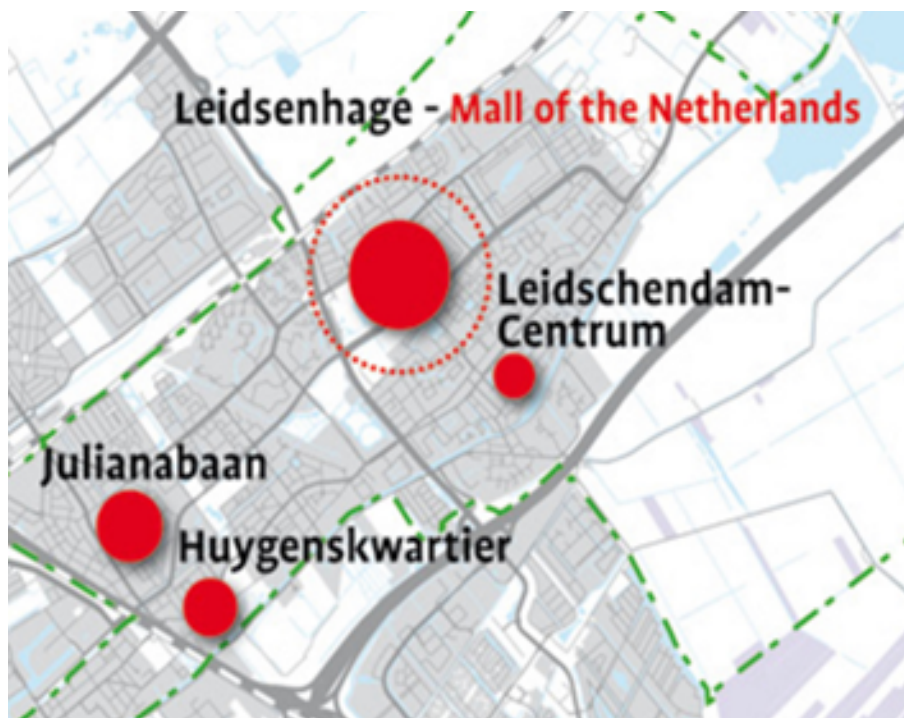 Leidsenhage - Mall of the Netherlands
Leidschendam-
Centrum
Julianabaan
Huygenskwartier